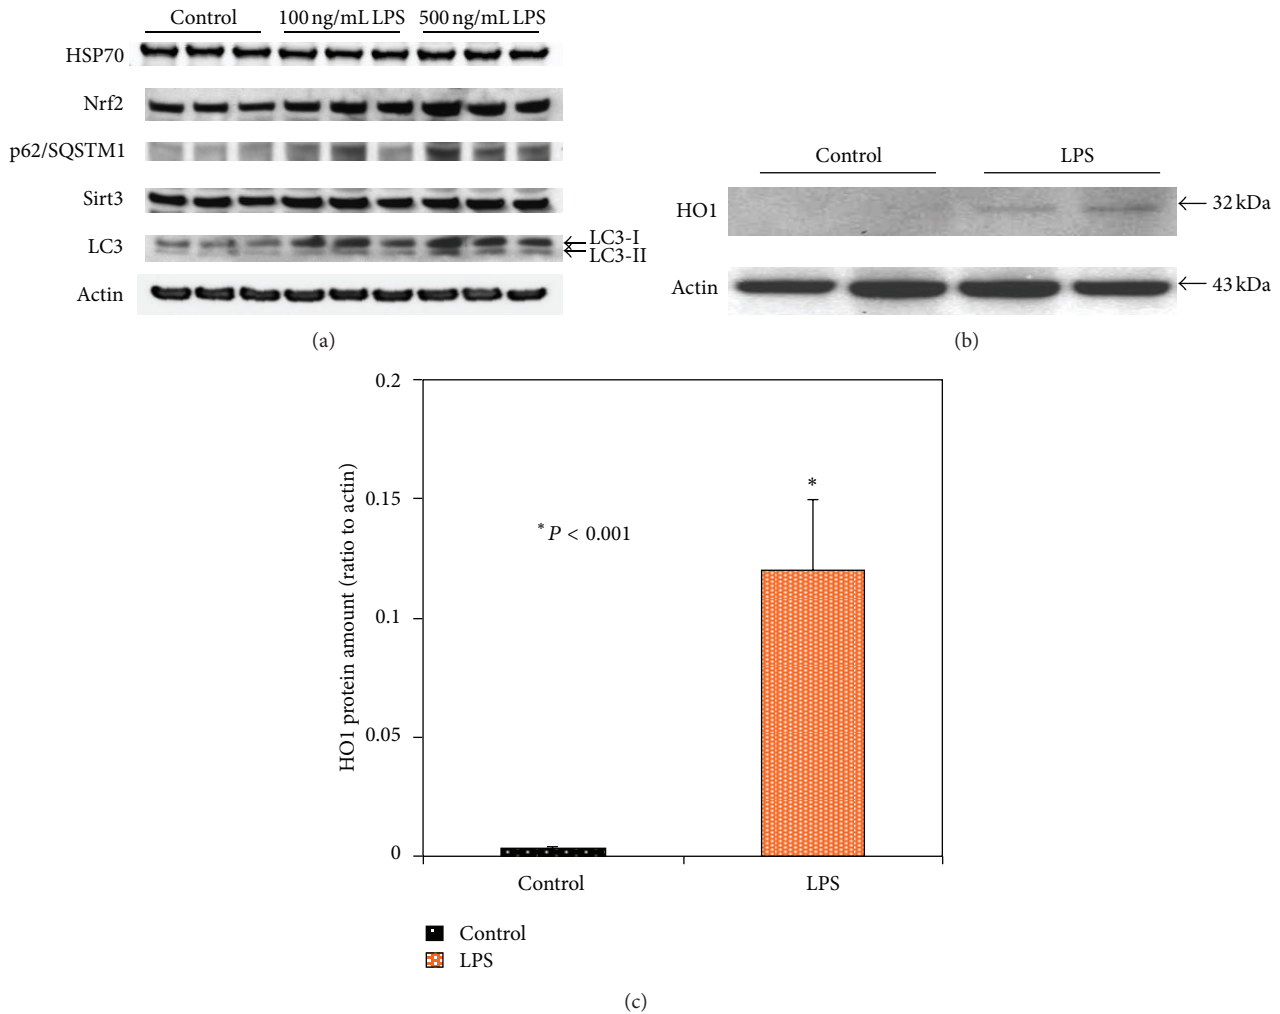 Control 100 ng/mL LPS 500 ng/mL LPS
HSP70
Nrf2
p62/SQSTM1
Sirt3
LC3
LC3-I
LC3-II
Actin
(a)
Control LPS
HO1
32 kDa
Actin
43 kDa
(b)
0.2
0.15
0.1
0.05
0
HO1 protein amount (ratio to actin)
*
* P < 0.001
Control LPS
Control
LPS
(c)